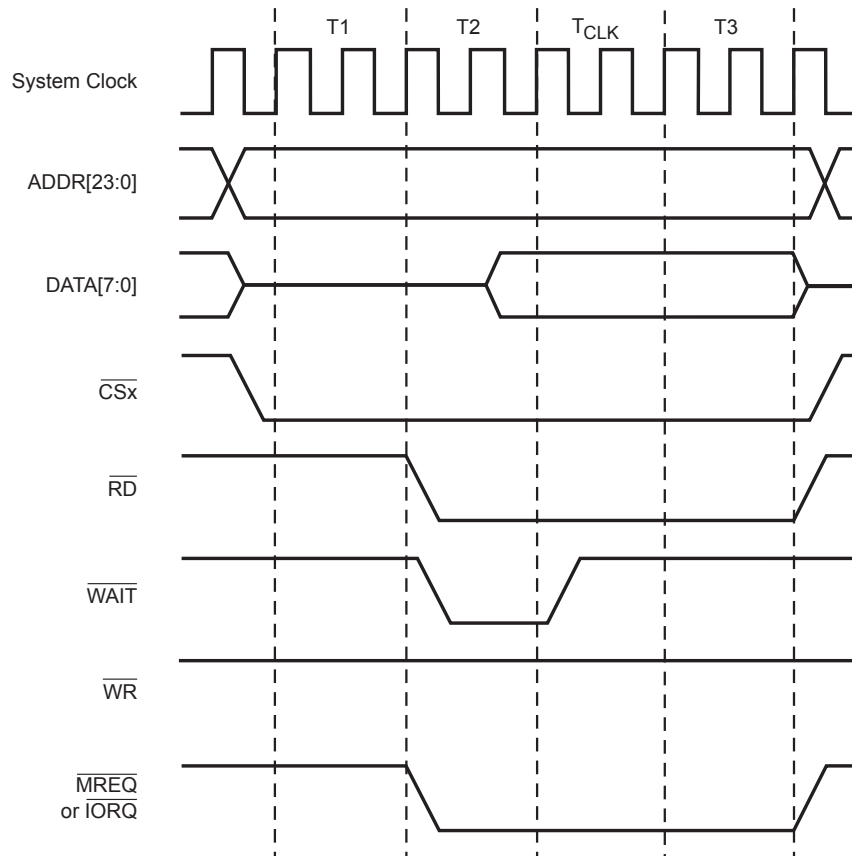 T1 T2 TCLK T3
System Clock
ADDR[23:0]
DATA[7:0]
CSx
RD
WAIT
WR
MREQ
or IORQ